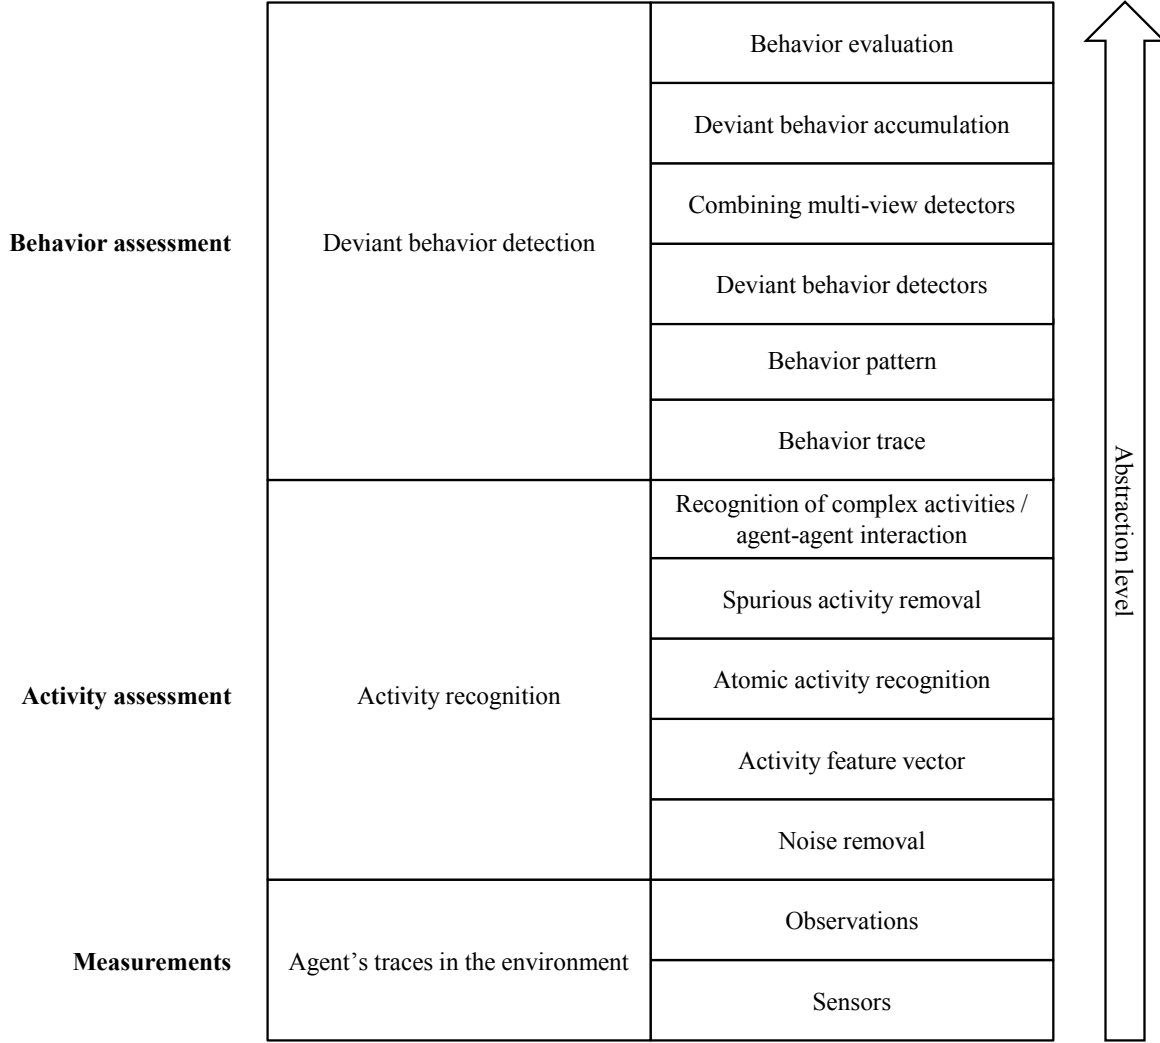 Behavior evaluation
Deviant behavior accumulation
Combining multi-view detectors
Behavior assessment
Deviant behavior detection
Deviant behavior detectors
Behavior pattern
Behavior trace
Recognition of complex activities /
agent-agent interaction
Spurious activity removal
Activity assessment
Activity recognition
Atomic activity recognition
Activity feature vector
Noise removal
Measurements
Agent’s traces in the environment
Observations
Sensors
Abstraction level